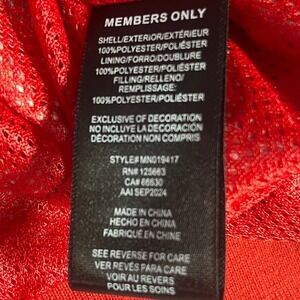 MEMBERS ONLY
SHELL/EXTERIOR/EXTÉRIEUR
100%POLYESTER/POLIÉSTER
LINING/FORRO/DOUBLURE
100%POLYESTER/POLIÉSTER
FILLING/RELLENO/
REMPLISSAGE:
100%POLYESTER/POLIÉSTER
EXCLUSIVE OF DECORATION
NO INCLUYE LA DECORACIÓN
DÉCORATION NON COMPRIS
STYLE# MN019417
RN# 125663
CA# 66630
AAI SEP2024
MADE IN CHINA
HECHO EN CHINA
FABRIQUÉ EN CHINE
SEE REVERSE FOR CARE
VER REVÉS PARA CARE
VOIR AU REVERS
POUR LES SOINS